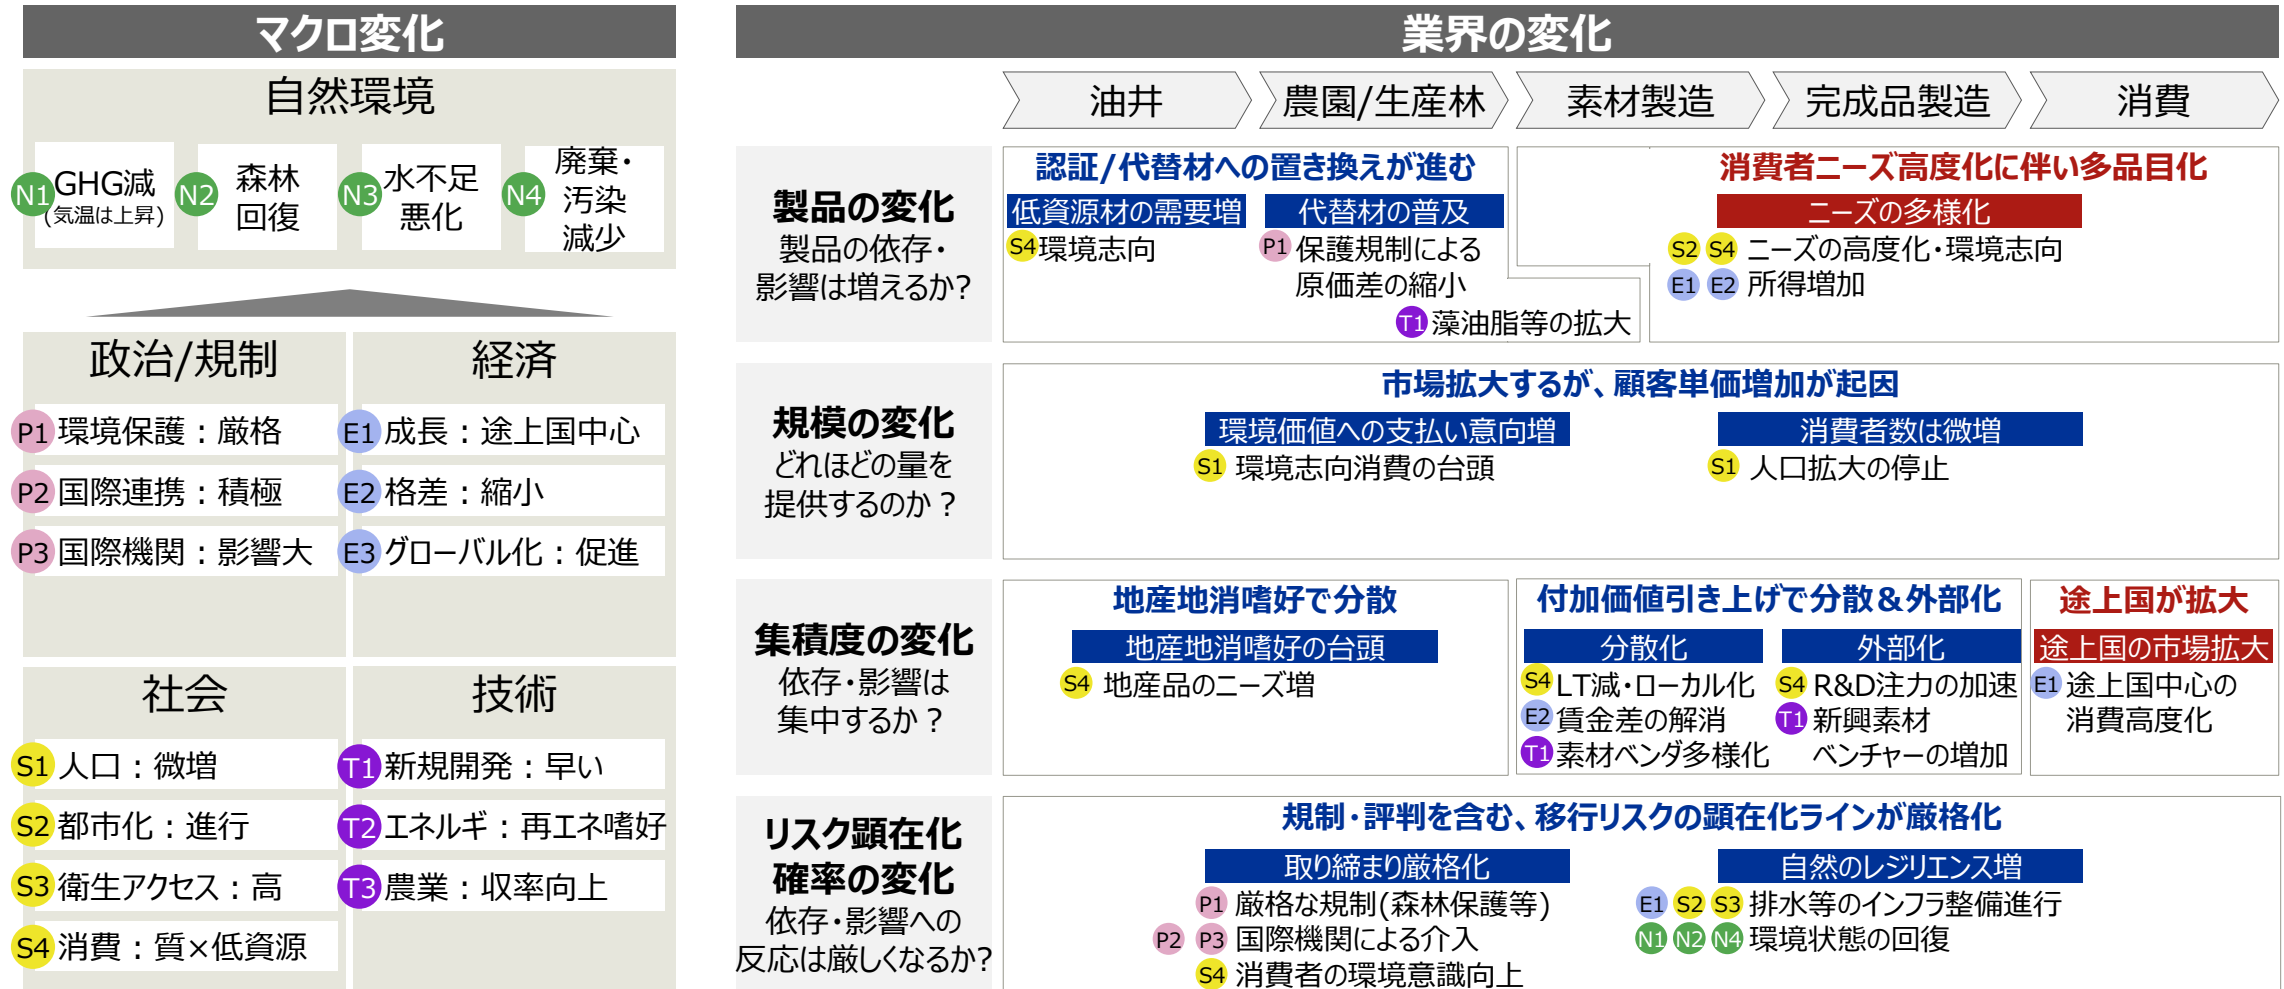 マクロ変化
自然環境
N1
GHG減
(気温は上昇)
N2
森林
回復
N3
水不足
悪化
N4
廃棄・
汚染
減少
政治/規制
P1 環境保護：厳格
P2 国際連携：積極
P3 国際機関：影響大
経済
E1 成長：途上国中心
E2 格差：縮小
E3 グローバル化：促進
社会
S1 人口：微増
S2 都市化：進行
S3 衛生アクセス：高
S4 消費：質×低資源
技術
T1 新規開発：早い
T2 エネルギ：再エネ嗜好
T3 農業：収率向上
業界の変化
油井
農園/生産林
素材製造
完成品製造
消費
製品の変化
製品の依存・
影響は増えるか?
認証/代替材への置き換えが進む
低資源材の需要増
S4 環境志向
代替材の普及
P1 保護規制による
原価差の縮小
T1 藻油脂等の拡大
消費者ニーズ高度化に伴い多品目化
ニーズの多様化
S2 S4 ニーズの高度化・環境志向
E1 E2 所得増加
規模の変化
どれほどの量を
提供するのか？
市場拡大するが、顧客単価増加が起因
環境価値への支払い意向増
S1 環境志向消費の台頭
消費者数は微増
S1 人口拡大の停止
集積度の変化
依存・影響は
集中するか？
地産地消嗜好で分散
地産地消嗜好の台頭
S4 地産品のニーズ増
付加価値引き上げで分散＆外部化
分散化
S4 LT減・ローカル化
E2 賃金差の解消
T1 素材ベンダ多様化
外部化
S4 R&D注力の加速
T1 新興素材
ベンチャーの増加
途上国が拡大
途上国の市場拡大
E1 途上国中心の
消費高度化
リスク顕在化
確率の変化
依存・影響への
反応は厳しくなるか?
規制・評判を含む、移行リスクの顕在化ラインが厳格化
取り締まり厳格化
P1 厳格な規制(森林保護等)
P2 P3 国際機関による介入
S4 消費者の環境意識向上
自然のレジリエンス増
E1 S2 S3 排水等のインフラ整備進行
N1 N2 N4 環境状態の回復